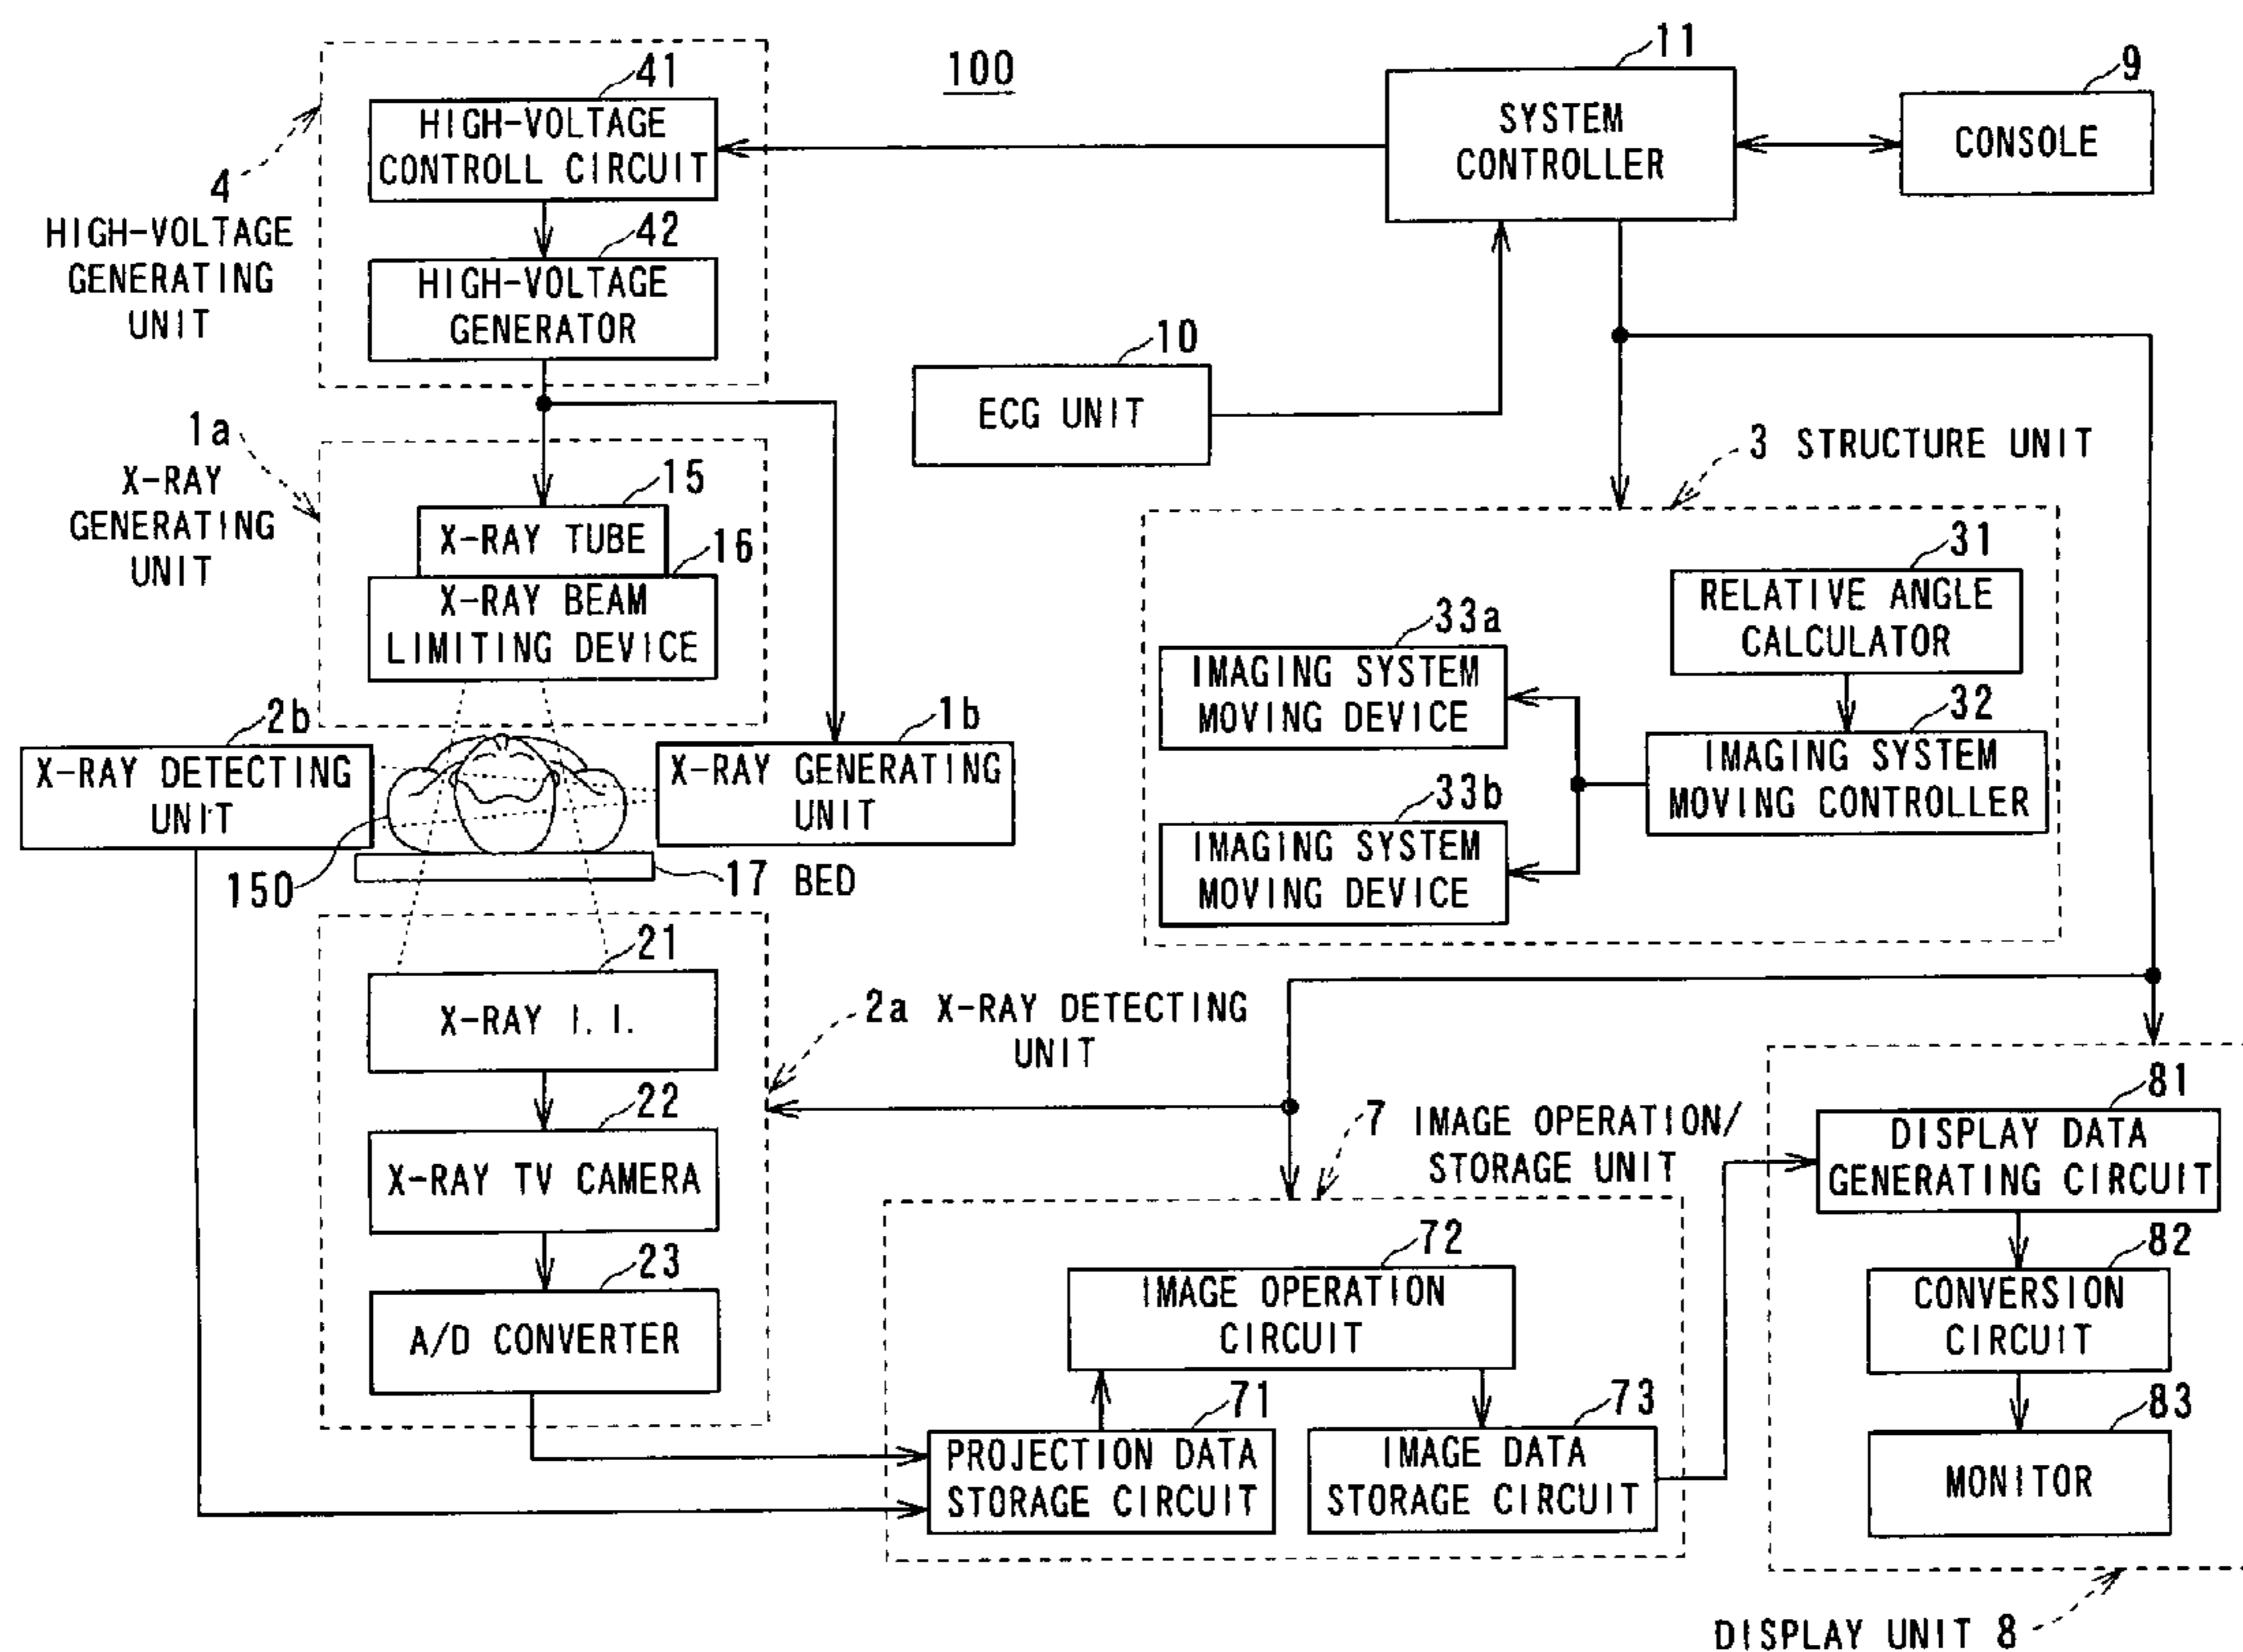 100
41
HIGH-VOLTAGE
CONTROLL CIRCUIT
42
HIGH-VOLTAGE
GENERATOR
4
HIGH-VOLTAGE
GENERATING
UNIT
11
SYSTEM
CONTROLLER
9
CONSOLE
10
ECG UNIT
1a
X-RAY
GENERATING
UNIT
15
X-RAY TUBE
16
X-RAY BEAM
LIMITING DEVICE
2b
X-RAY DETECTING
UNIT
1b
X-RAY GENERATING
UNIT
150
17 BED
3 STRUCTURE UNIT
31
RELATIVE ANGLE
CALCULATOR
32
IMAGING SYSTEM
MOVING CONTROLLER
33a
IMAGING SYSTEM
MOVING DEVICE
33b
IMAGING SYSTEM
MOVING DEVICE
21
X-RAY I.I.
22
X-RAY TV CAMERA
23
A/D CONVERTER
2a X-RAY DETECTING
UNIT
7 IMAGE OPERATION/
STORAGE UNIT
72
IMAGE OPERATION
CIRCUIT
71
PROJECTION DATA
STORAGE CIRCUIT
73
IMAGE DATA
STORAGE CIRCUIT
81
DISPLAY DATA
GENERATING CIRCUIT
82
CONVERSION
CIRCUIT
83
MONITOR
DISPLAY UNIT 8